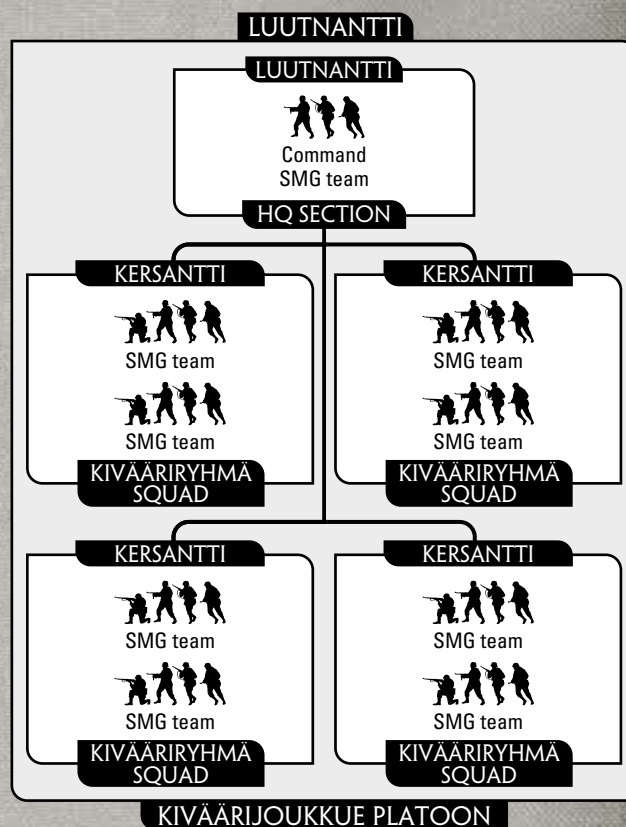 LUUTNANTTI
LUUTNANTTI
Command
SMG team
HQ SECTION
KERSANTTI
SMG team
SMG team
KIVÄÄRIRYHMÄ
SQUAD
KERSANTTI
SMG team
SMG team
KIVÄÄRIRYHMÄ
SQUAD
KERSANTTI
SMG team
SMG team
KIVÄÄRIRYHMÄ
SQUAD
KERSANTTI
SMG team
SMG team
KIVÄÄRIRYHMÄ
SQUAD
KIVÄÄRIJOUKKUE PLATOON